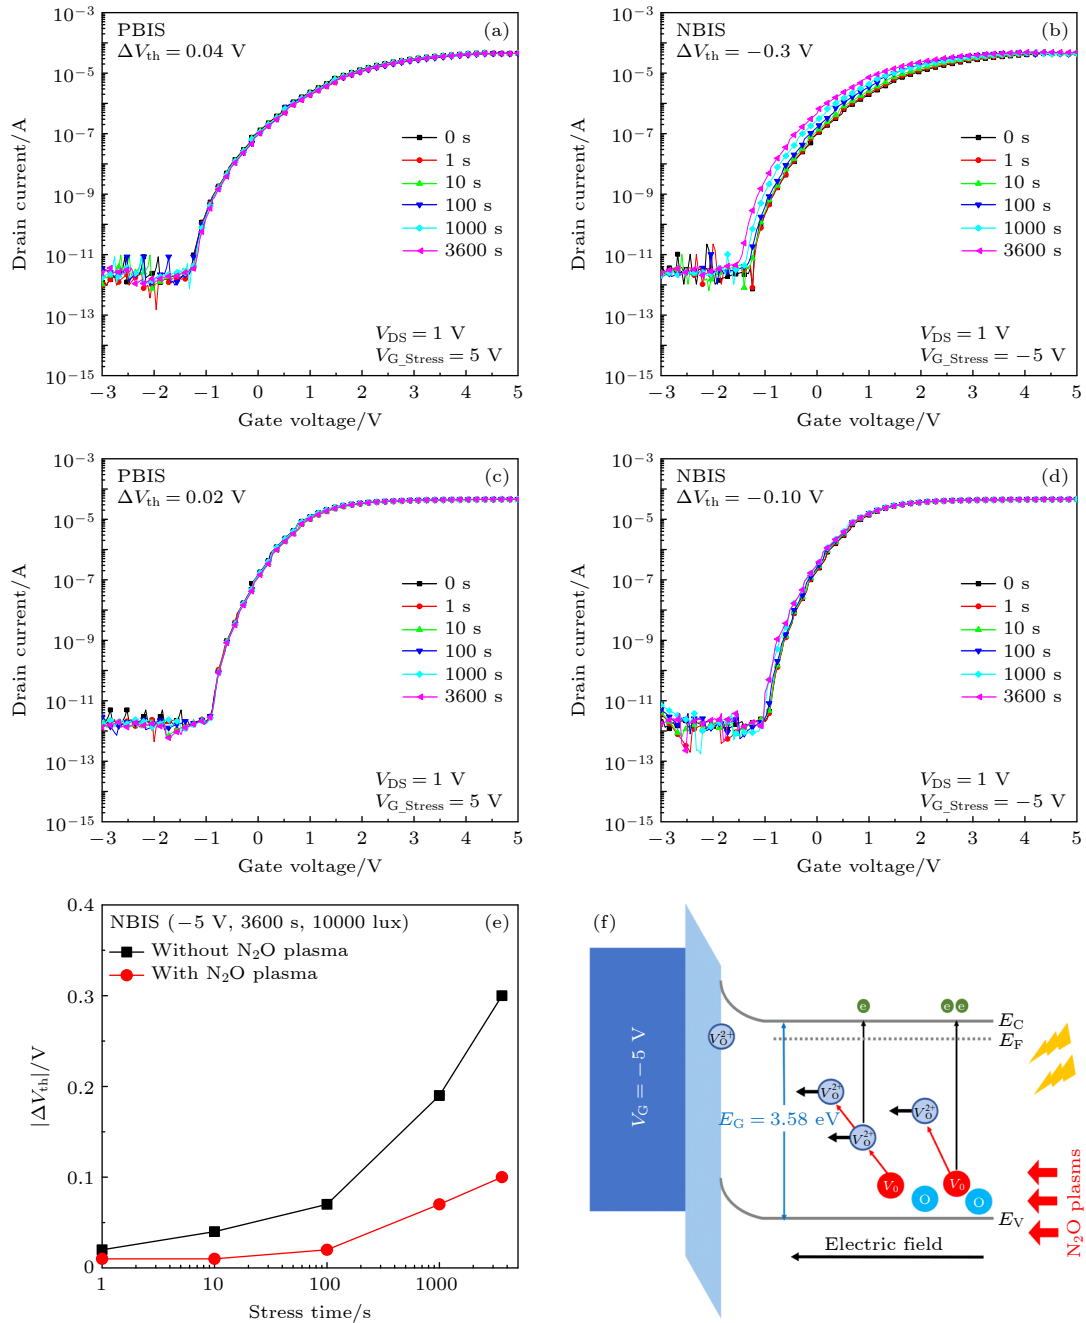 PBIS
(a)
ΔVth = 0.04 V
10−3
10−5
10−7
10−9
10−11
10−13
10−15
Drain current/A
0 s
1 s
10 s
100 s
1000 s
3600 s
VDS = 1 V
VG_Stress = 5 V
−3 −2 −1 0 1 2 3 4 5
Gate voltage/V
NBIS
(b)
ΔVth = −0.3 V
10−3
10−5
10−7
10−9
10−11
10−13
10−15
Drain current/A
0 s
1 s
10 s
100 s
1000 s
3600 s
VDS = 1 V
VG_Stress = −5 V
−3 −2 −1 0 1 2 3 4 5
Gate voltage/V
PBIS
(c)
ΔVth = 0.02 V
10−3
10−5
10−7
10−9
10−11
10−13
10−15
Drain current/A
0 s
1 s
10 s
100 s
1000 s
3600 s
VDS = 1 V
VG_Stress = 5 V
−3 −2 −1 0 1 2 3 4 5
Gate voltage/V
NBIS
(d)
ΔVth = −0.10 V
10−3
10−5
10−7
10−9
10−11
10−13
10−15
Drain current/A
0 s
1 s
10 s
100 s
1000 s
3600 s
VDS = 1 V
VG_Stress = −5 V
−3 −2 −1 0 1 2 3 4 5
Gate voltage/V
NBIS (−5 V, 3600 s, 10000 lux)
(e)
Without N2O plasma
With N2O plasma
0.4
0.3
0.2
0.1
0
|ΔVth|/V
1 10 100 1000
Stress time/s
(f)
VG = −5 V
e
e e
EC
EF
VO2+
VO2+
VO2+
VO2+
EG = 3.58 eV
V0
V0
O
O
EV
N2O plasms
Electric field